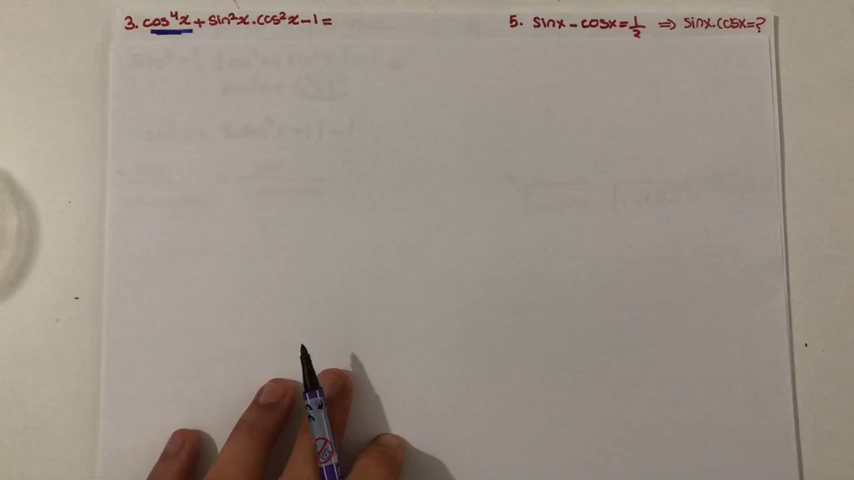 3. cos⁴x + sin²x.cos²x - 1 =
5. sinx - cosx = 1/2 ⇒ sinx.cosx = ?